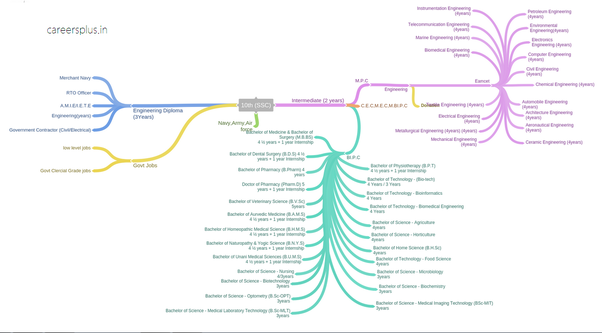 careersplus.in
Merchant Navy
RTO Officer
A.M.I.E\I.E.T.E
Engineering(years)
Government Contractor (Civil/Electrical)
Engineering Diploma
(3Years)
low level jobs
Govt Clerical Grade jobs
Govt Jobs
10th (SSC)
Navy,Army,Air
force
Intermediate (2 years)
M.P.C
Engineering
C.E.C,M.E.C,M.BI.P.C
BI.P.C
Eamset
Instrumentation Engineering
(4years)
Telecommunication Engineering
(4years)
Marine Engineering (4years)
Biomedical Engineering
(4years)
Textile Engineering (4years)
Electrical Engineering
(4years)
Metallurgical Engineering (4years) (4years)
Mechanical Engineering
(4years)
Petroleum Engineering
(4years)
Environmental
Engineering(4years)
Electronics
Engineering (4years)
Computer Engineering
(4years)
Civil Engineering
(4years)
Chemical Engineering (4years)
Automobile Engineering
(4years)
Architecture Engineering
(4years)
Aeronautical Engineering
(4years)
Ceramic Engineering (4years)
Bachelor of Medicine & Bachelor of
Surgery (M.B.BS)
4 ½ years + 1 year Internship
Bachelor of Dental Surgery (B.D.S) 4 ½
years + 1 year Internship
Bachelor of Pharmacy (B.Pharm) 4
years
Doctor of Pharmacy (Pharm.D) 5
years + 1 year Internship
Bachelor of Veterinary Science (B.V.Sc)
5years
Bachelor of Aurvedic Medicine (B.A.M.S)
4 ½ years + 1 year Internship
Bachelor of Homeopathic Medical Science (B.H.M.S)
4 ½ years + 1 year Internship
Bachelor of Naturopathy & Yogic Science (B.N.Y.S)
4 ½ years + 1 year Internship
Bachelor of Unani Medical Sciences (B.U.M.S)
4 ½ years + 1 year Internship
Bachelor of Science - Nursing
4/3years
Bachelor of Science - Biotechnology
3years
Bachelor of Science - Optometry (B.Sc-OPT)
3years
Bachelor of Science - Medical Laboratory Technology (B.Sc-MLT)
3years
Bachelor of Physiotherapy (B.P.T)
4 ½ years + 1 year Internship
Bachelor of Technology - (Bio-tech)
4 Years / 3 Years
Bachelor of Technology - Bioinformatics
4 Years
Bachelor of Technology - Biomedical Engineering
4 Years
Bachelor of Science - Agriculture
4years
Bachelor of Science - Horticulture
4years
Bachelor of Home Science (B.H.Sc)
4years
Bachelor of Technology - Food Science
4years
Bachelor of Science - Microbiology
3years
Bachelor of Science - Biochemistry
3years
Bachelor of Science - Medical Imaging Technology (BSc-MIT)
3years